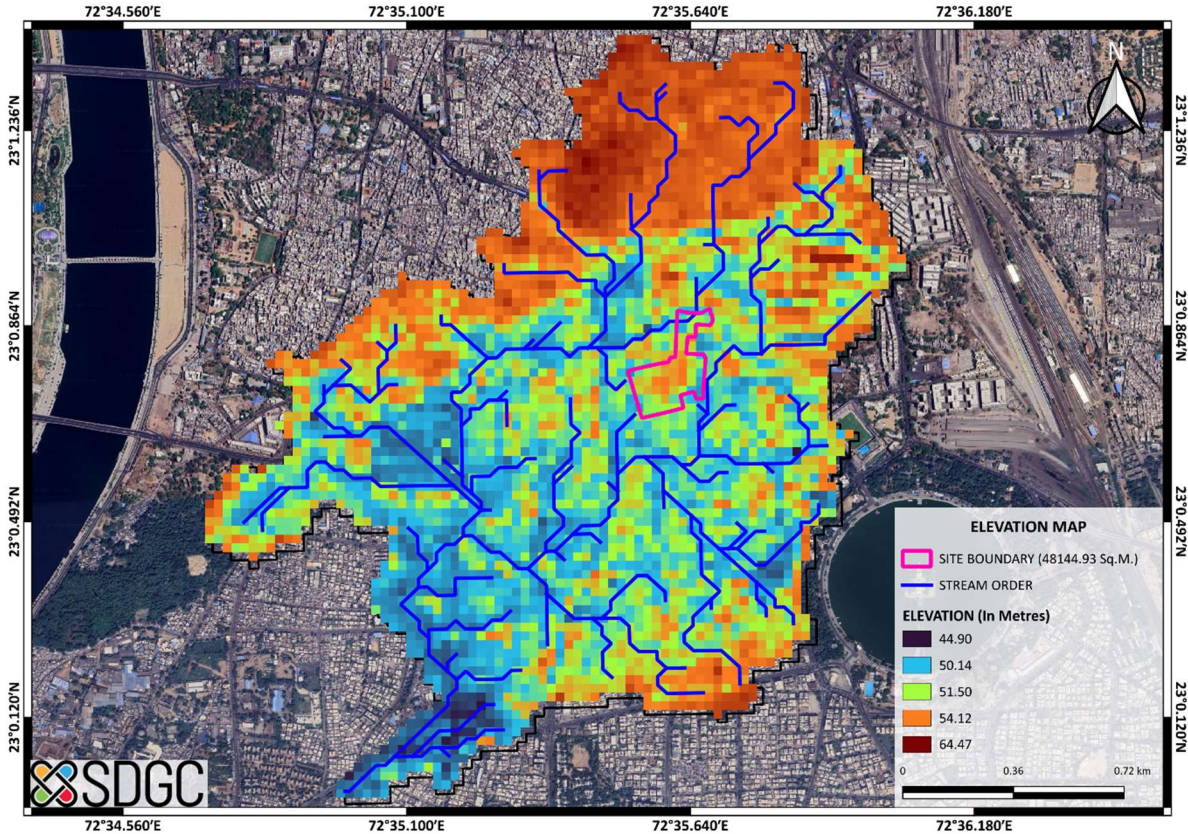 72°34.560'E 72°35.100'E 72°35.640'E 72°36.180'E
N
23°1.236'N 23°1.236'N
23°0.864'N 23°0.864'N
23°0.492'N 23°0.492'N
23°0.120'N 23°0.120'N
ELEVATION MAP
SITE BOUNDARY (48144.93 Sq.M.)
STREAM ORDER
ELEVATION (In Metres)
44.90
50.14
51.50
54.12
64.47
0 0.36 0.72 km
SDGC
72°34.560'E 72°35.100'E 72°35.640'E 72°36.180'E